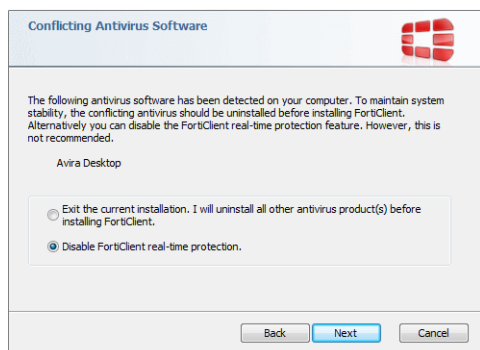 Conflicting Antivirus Software
The following antivirus software has been detected on your computer. To maintain system
stability, the conflicting antivirus should be uninstalled before installing FortiClient.
Alternatively you can disable the FortiClient real-time protection feature. However, this is
not recommended.
Avira Desktop
Exit the current installation. I will uninstall all other antivirus product(s) before
installing FortiClient.
Disable FortiClient real-time protection.
Back
Next
Cancel